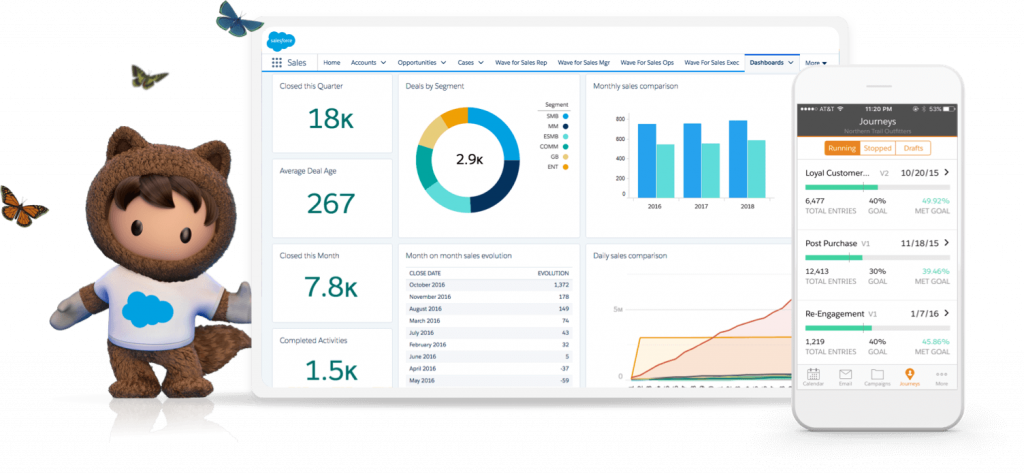 salesforce
Sales Home Accounts Opportunities Cases Wave for Sales Rep Wave for Sales Mgr Wave For Sales Ops Wave For Sales Exec Dashboards More
Closed this Quarter
18K
Average Deal Age
267
Closed this Month
7.8K
Completed Activities
1.5K
Deals by Segment
2.9K
Segment
SMB
MM
ESMB
COMM
GB
ENT
Monthly sales comparison
800
600
400
200
0
2016 2017 2018
Month on month sales evolution
CLOSE DATE EVOLUTION
October 2016 1,372
November 2016 178
August 2016 149
March 2016 74
July 2016 43
February 2016 32
June 2016 5
April 2016 -37
May 2016 -59
Daily sales comparison
5M
0
AT&T 11:20 PM 53%
Journeys
Northern Trail Outfitters
Running Stopped Drafts
Loyal Customer... V2 10/20/15
6,477 40% 49.92%
TOTAL ENTRIES GOAL MET GOAL
Post Purchase V1 11/18/15
12,413 30% 39.46%
TOTAL ENTRIES GOAL MET GOAL
Re-Engagement V1 1/7/16
1,219 40% 45.86%
TOTAL ENTRIES GOAL MET GOAL
Calendar Email Campaigns Journeys More